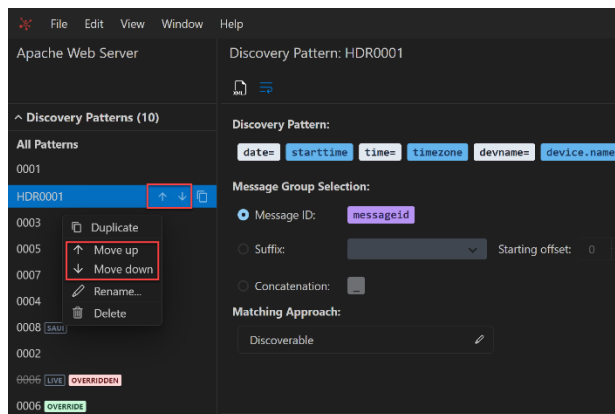 File Edit View Window Help
Apache Web Server
Discovery Patterns (10)
All Patterns
0001
HDR0001
0003
0005
0007
0004
0008 SAUI
0002
0006 LIVE OVERRIDDEN
0006 OVERRIDE
Duplicate
Move up
Move down
Rename...
Delete
Discovery Pattern: HDR0001
XML
Discovery Pattern:
date= starttime time= timezone devname= device.name
Message Group Selection:
Message ID: messageid
Suffix: Starting offset: 0
Concatenation: _
Matching Approach:
Discoverable